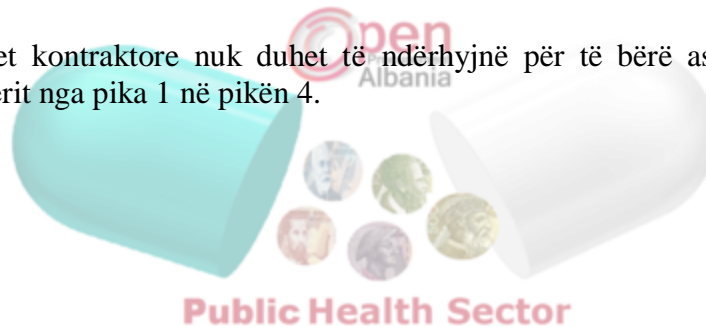 Open
et kontraktore nuk duhet të ndërhyjnë për të bërë as
Albania
erit nga pika 1 në pikën 4.
Public Health Sector